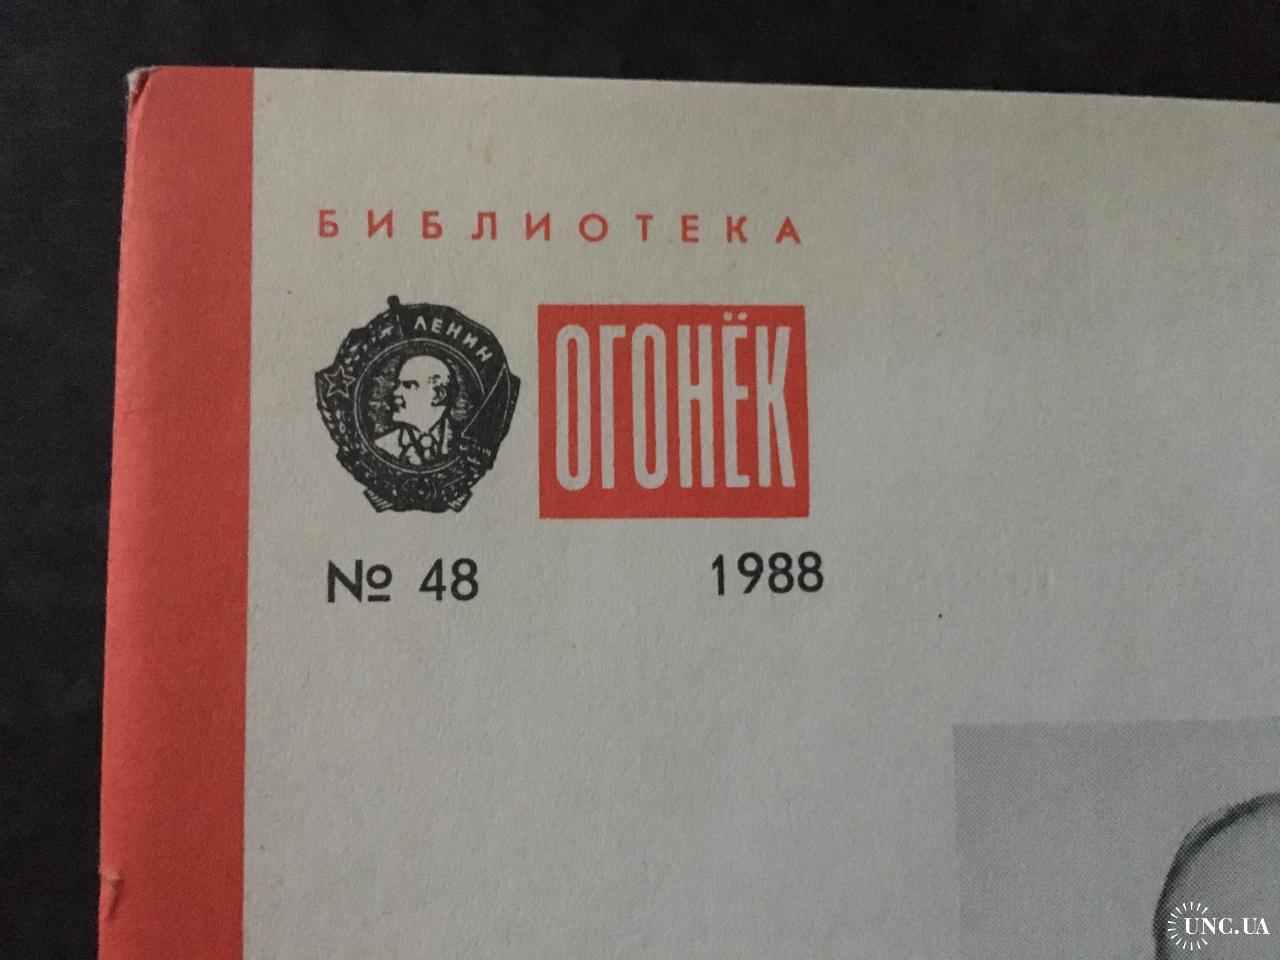 БИБЛИОТЕКА
ЛЕНИН
ОГОНЁК
№ 48 1988
UNC.UA